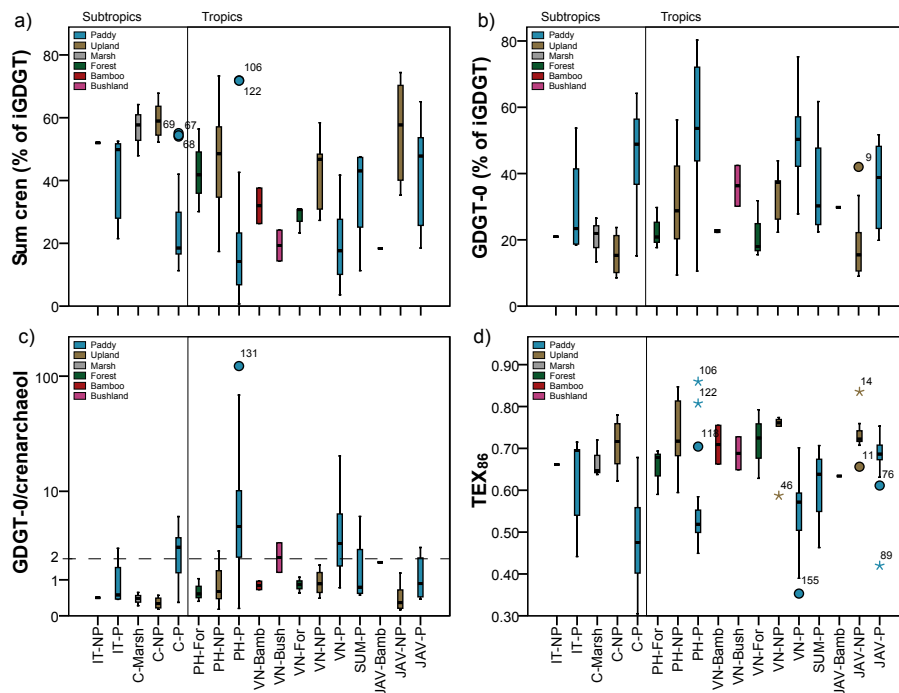 a)
Subtropics
Tropics
Paddy
Upland
Marsh
Forest
Bamboo
Bushland
80
60
40
20
0
Sum cren (% of iGDGT)
69
67
68
106
122
b)
Subtropics
Tropics
Paddy
Upland
Marsh
Forest
Bamboo
Bushland
80
60
40
20
0
GDGT-0 (% of iGDGT)
9
c)
Paddy
Upland
Marsh
Forest
Bamboo
Bushland
100
10
2
1
0
GDGT-0/crenarchaeol
131
IT-NP
IT-P
C-Marsh
C-NP
C-P
PH-For
PH-NP
PH-P
VN-Bamb
VN-Bush
VN-For
VN-NP
VN-P
SUM-P
JAV-Bamb
JAV-NP
JAV-P
d)
Paddy
Upland
Marsh
Forest
Bamboo
Bushland
0.90
0.80
0.70
0.60
0.50
0.40
0.30
TEX86
106
122
118
46
155
14
11
76
89
IT-NP
IT-P
C-Marsh
C-NP
C-P
PH-For
PH-NP
PH-P
VN-Bamb
VN-Bush
VN-For
VN-NP
VN-P
SUM-P
JAV-Bamb
JAV-NP
JAV-P